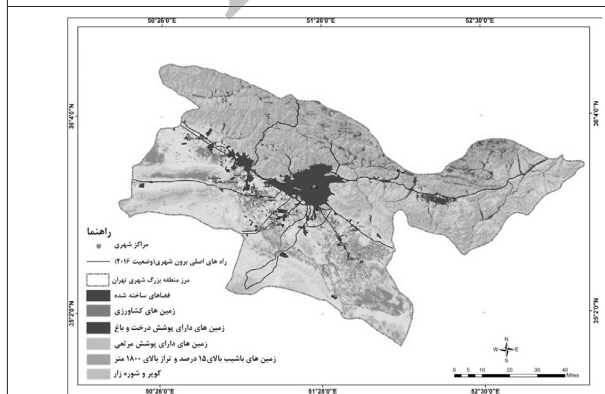 50°26'0"E 51°28'0"E 52°30'0"E
36°4'0"N 36°4'0"N
35°2'0"N 35°2'0"N
راهنما
مراکز شهری
راه های اصلی برون شهری(وضعیت ۲۰۱۶)
مرز منطقه بزرگ شهری تهران
فضاهای ساخته شده
زمین های کشاورزی
زمین های دارای پوشش درخت و باغ
زمین های دارای پوشش مرتعی
زمین های باشیب بالای۱۵ درصد و تراز بالای ۱۸۰۰ متر
کویر و شوره زار
N
W E
S
0 5 10 20 30 40
Miles
50°26'0"E 51°28'0"E 52°30'0"E